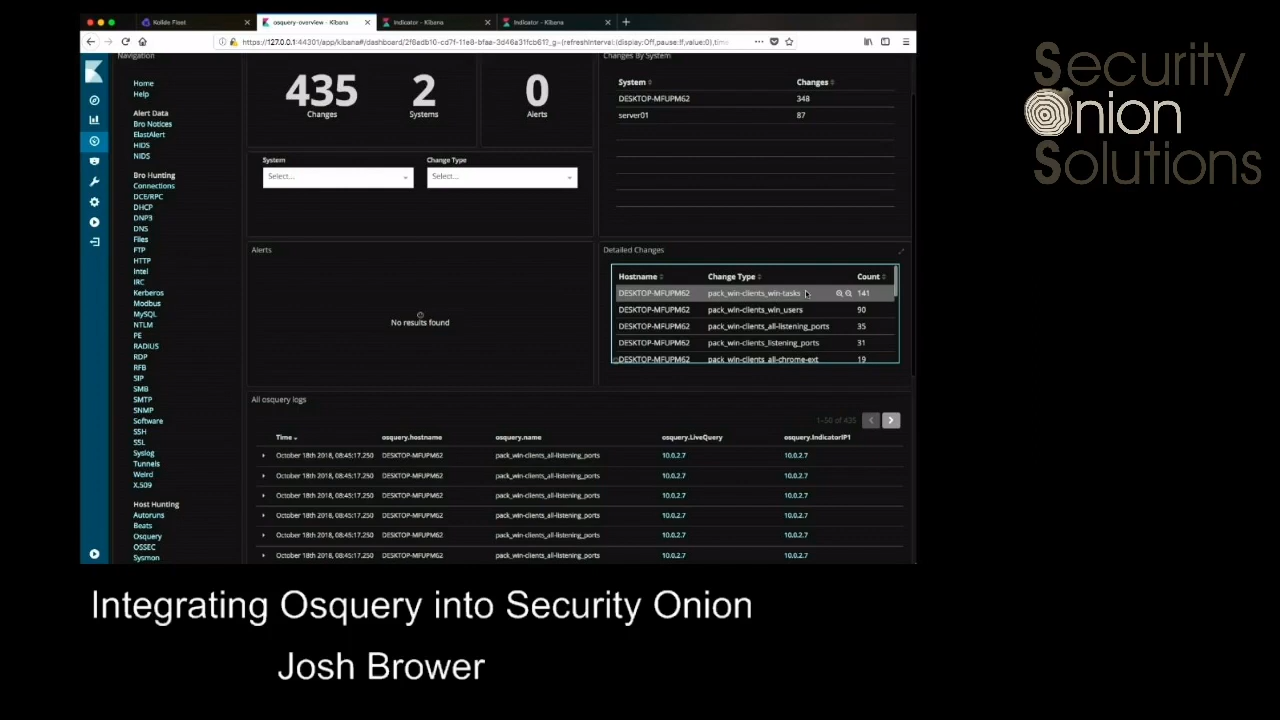 Kolide Fleet
osquery-overview - Kibana
Indicator - Kibana
Indicator - Kibana
Navigation
Home
Help
Alert Data
Bro Notices
ElastAlert
HIDS
NIDS
Bro Hunting
Connections
DCE/RPC
DHCP
DNP3
DNS
Files
FTP
HTTP
Intel
IRC
Kerberos
Modbus
MySQL
NTLM
PE
RADIUS
RDP
RFB
SIP
SMB
SMTP
SNMP
Software
SSH
SSL
Syslog
Tunnels
Weird
X.509
Host Hunting
Autoruns
Beats
Osquery
OSSEC
Sysmon
435
Changes
2
Systems
0
Alerts
System
Select...
Change Type
Select...
Changes By System
System Changes
DESKTOP-MFUPM62 348
server01 87
Alerts
No results found
Detailed Changes
Hostname Change Type Count
DESKTOP-MFUPM62 pack_win-clients_win-tasks 141
DESKTOP-MFUPM62 pack_win-clients_win_users 90
DESKTOP-MFUPM62 pack_win-clients_all-listening_ports 35
DESKTOP-MFUPM62 pack_win-clients_listening_ports 31
DESKTOP-MFUPM62 pack_win-clients_all-chrome-ext 19
All osquery logs
1–50 of 435
Time osquery.hostname osquery.name osquery.LiveQuery osquery.IndicatorIP1
October 18th 2018, 08:45:17.250 DESKTOP-MFUPM62 pack_win-clients_all-listening_ports 10.0.2.7 10.0.2.7
October 18th 2018, 08:45:17.250 DESKTOP-MFUPM62 pack_win-clients_all-listening_ports 10.0.2.7 10.0.2.7
October 18th 2018, 08:45:17.250 DESKTOP-MFUPM62 pack_win-clients_all-listening_ports 10.0.2.7 10.0.2.7
October 18th 2018, 08:45:17.250 DESKTOP-MFUPM62 pack_win-clients_all-listening_ports 10.0.2.7 10.0.2.7
October 18th 2018, 08:45:17.250 DESKTOP-MFUPM62 pack_win-clients_all-listening_ports 10.0.2.7 10.0.2.7
October 18th 2018, 08:45:17.250 DESKTOP-MFUPM62 pack_win-clients_all-listening_ports 10.0.2.7 10.0.2.7
Security
Onion
Solutions
Integrating Osquery into Security Onion
Josh Brower